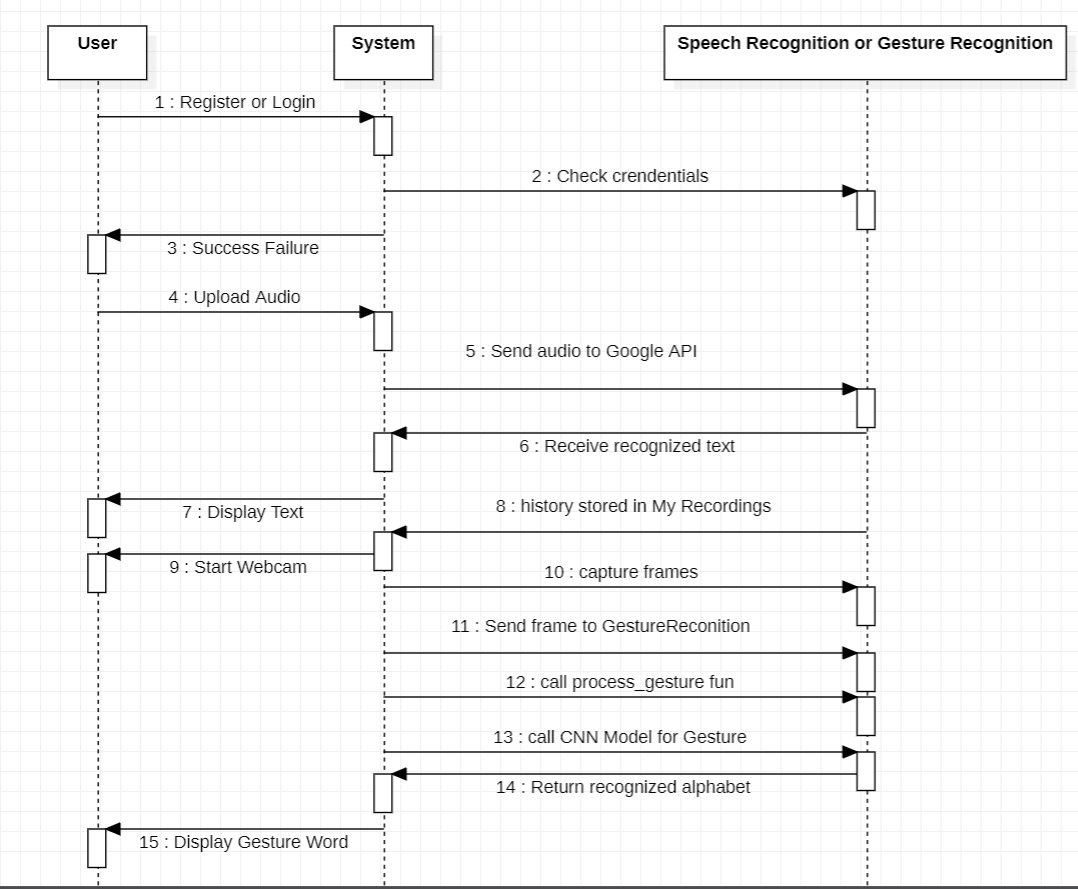 User
System
Speech Recognition or Gesture Recognition
1 : Register or Login
2 : Check crendentials
3 : Success Failure
4 : Upload Audio
5 : Send audio to Google API
6 : Receive recognized text
7 : Display Text
8 : history stored in My Recordings
9 : Start Webcam
10 : capture frames
11 : Send frame to GestureReconition
12 : call process_gesture fun
13 : call CNN Model for Gesture
14 : Return recognized alphabet
15 : Display Gesture Word